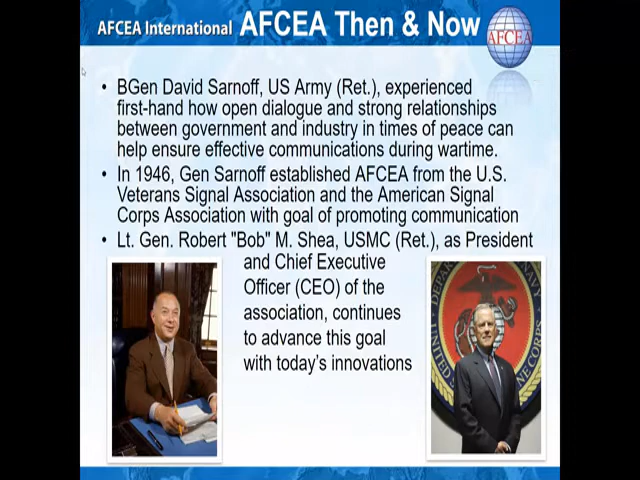 AFCEA International AFCEA Then & Now
AFCEA
• BGen David Sarnoff, US Army (Ret.), experienced
first-hand how open dialogue and strong relationships
between government and industry in times of peace can
help ensure effective communications during wartime.
• In 1946, Gen Sarnoff established AFCEA from the U.S.
Veterans Signal Association and the American Signal
Corps Association with goal of promoting communication
• Lt. Gen. Robert "Bob" M. Shea, USMC (Ret.), as President
and Chief Executive
Officer (CEO) of the
association, continues
to advance this goal
with today's innovations